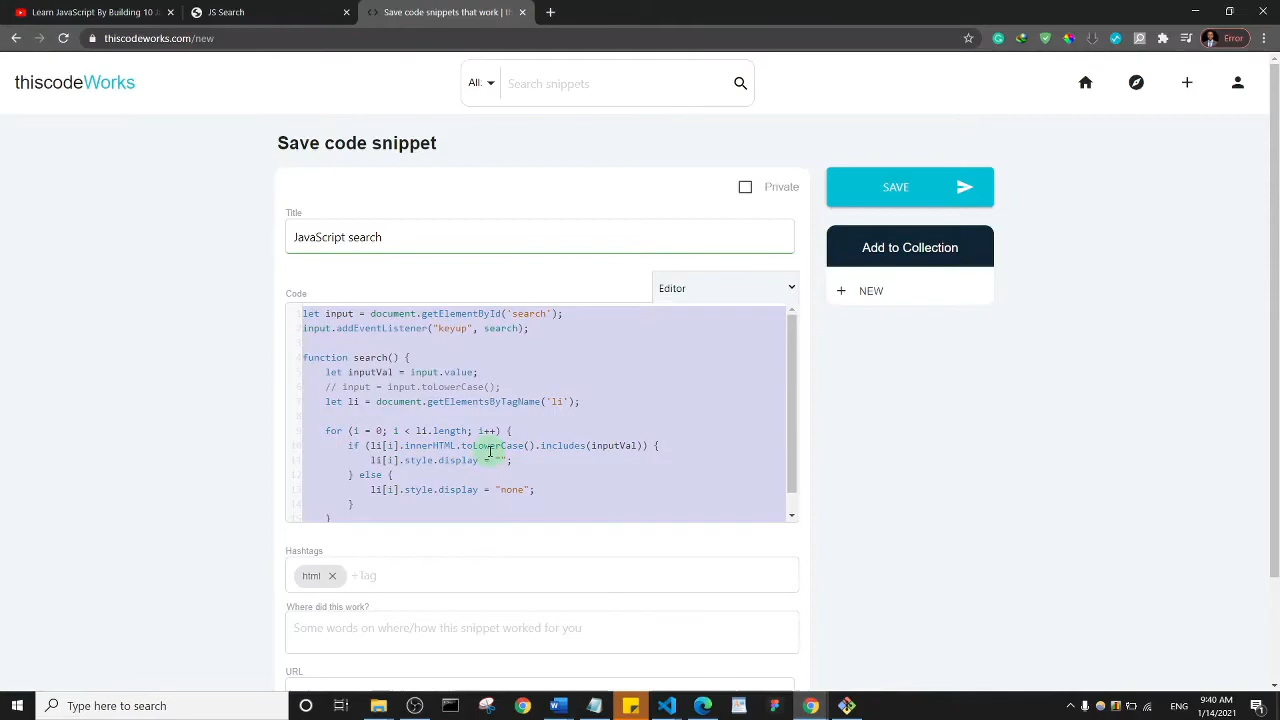 Learn JavaScript By Building 10 J
JS Search
Save code snippets that work | th
thiscodeworks.com/new
Error
thiscodeWorks
All:
Search snippets
Save code snippet
Private
SAVE
Title
JavaScript search
Add to Collection
Editor
+ NEW
Code
let input = document.getElementById('search');
input.addEventListener("keyup", search);
function search() {
let inputVal = input.value;
// input = input.toLowerCase();
let li = document.getElementsByTagName('li');
for (i = 0; i < li.length; i++) {
if (li[i].innerHTML.toLowerCase().includes(inputVal)) {
li[i].style.display = "";
} else {
li[i].style.display = "none";
}
}
Hashtags
html
+ tag
Where did this work?
Some words on where/how this snippet worked for you
URL
Type here to search
9:40 AM
1/14/2021